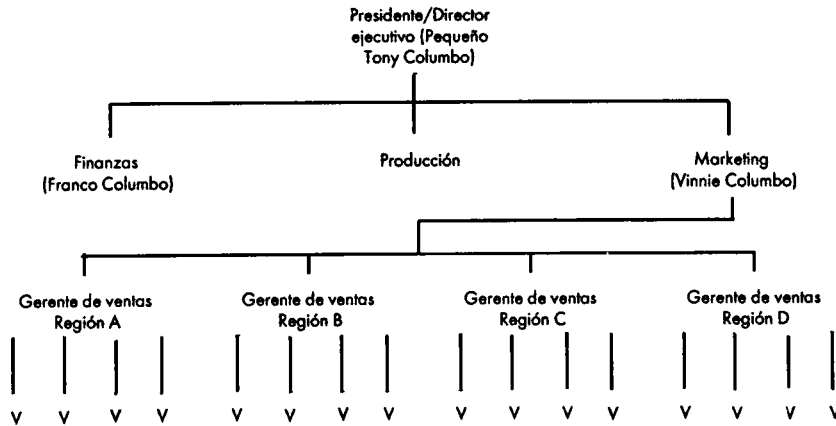 Presidente/Director
ejecutivo (Pequeño
Tony Columbo)
Finanzas
(Franco Columbo)
Producción
Marketing
(Vinnie Columbo)
Gerente de ventas
Región A
Gerente de ventas
Región B
Gerente de ventas
Región C
Gerente de ventas
Región D
V V V V V V V V V V V V V V V V